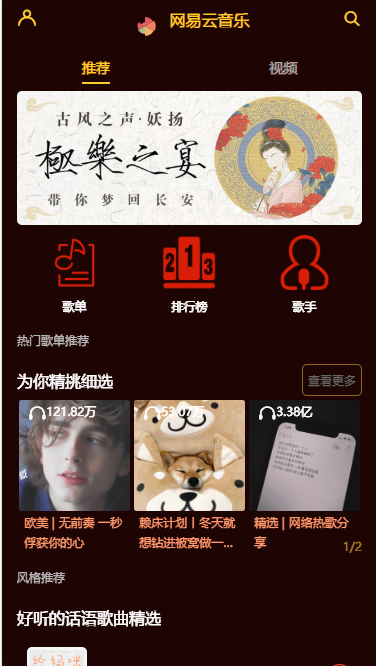 网易云音乐
推荐
视频
古风之声·妖扬
極樂之宴
带你梦回长安
歌单
排行榜
歌手
热门歌单推荐
为你精挑细选
查看更多
121.82万
53.07万
3.38亿
欧美 | 无前奏 一秒
俘获你的心
赖床计划丨冬天就
想钻进被窝做一...
精选 | 网络热歌分
享
1/2
风格推荐
好听的话语歌曲精选
给妈咪